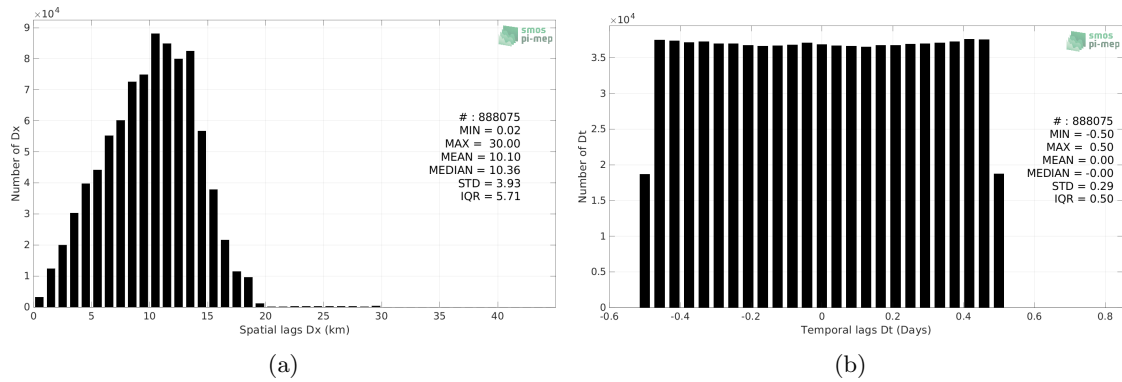 ×10⁴
9
8
7
6
5
4
3
2
1
0
Number of Dx
smos
pi-mep
# : 888075
MIN = 0.02
MAX = 30.00
MEAN = 10.10
MEDIAN = 10.36
STD = 3.93
IQR = 5.71
0 5 10 15 20 25 30 35 40
Spatial lags Dx (km)
(a)
×10⁴
3.5
3
2.5
2
1.5
1
0.5
0
Number of Dt
smos
pi-mep
# : 888075
MIN = -0.50
MAX = 0.50
MEAN = 0.00
MEDIAN = -0.00
STD = 0.29
IQR = 0.50
-0.6 -0.4 -0.2 0 0.2 0.4 0.6 0.8
Temporal lags Dt (Days)
(b)